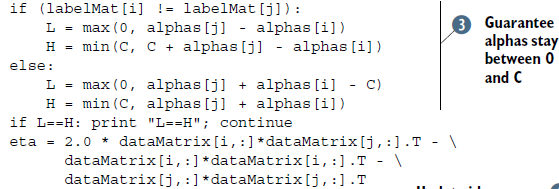 if (labelMat[i] != labelMat[j]):
    L = max(0, alphas[j] - alphas[i])
    H = min(C, C + alphas[j] - alphas[i])
else:
    L = max(0, alphas[j] + alphas[i] - C)
    H = min(C, alphas[j] + alphas[i])
if L==H: print "L==H"; continue
eta = 2.0 * dataMatrix[i,:]*dataMatrix[j,:].T - \
      dataMatrix[i,:]*dataMatrix[i,:].T - \
      dataMatrix[j,:]*dataMatrix[j,:].T
3 Guarantee
alphas stay
between 0
and C